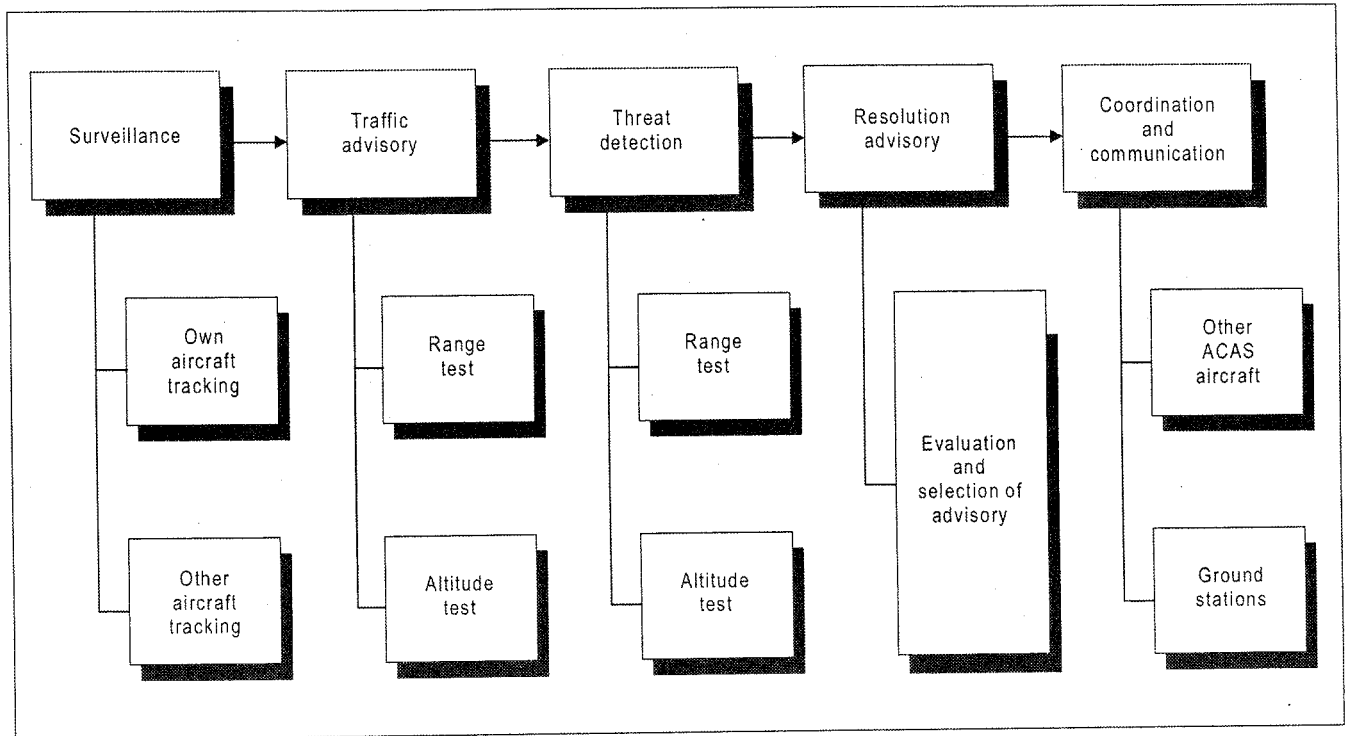 Surveillance
Traffic
advisory
Threat
detection
Resolution
advisory
Coordination
and
communication
Own
aircraft
tracking
Range
test
Range
test
Other
ACAS
aircraft
Evaluation
and
selection of
advisory
Other
aircraft
tracking
Altitude
test
Altitude
test
Ground
stations